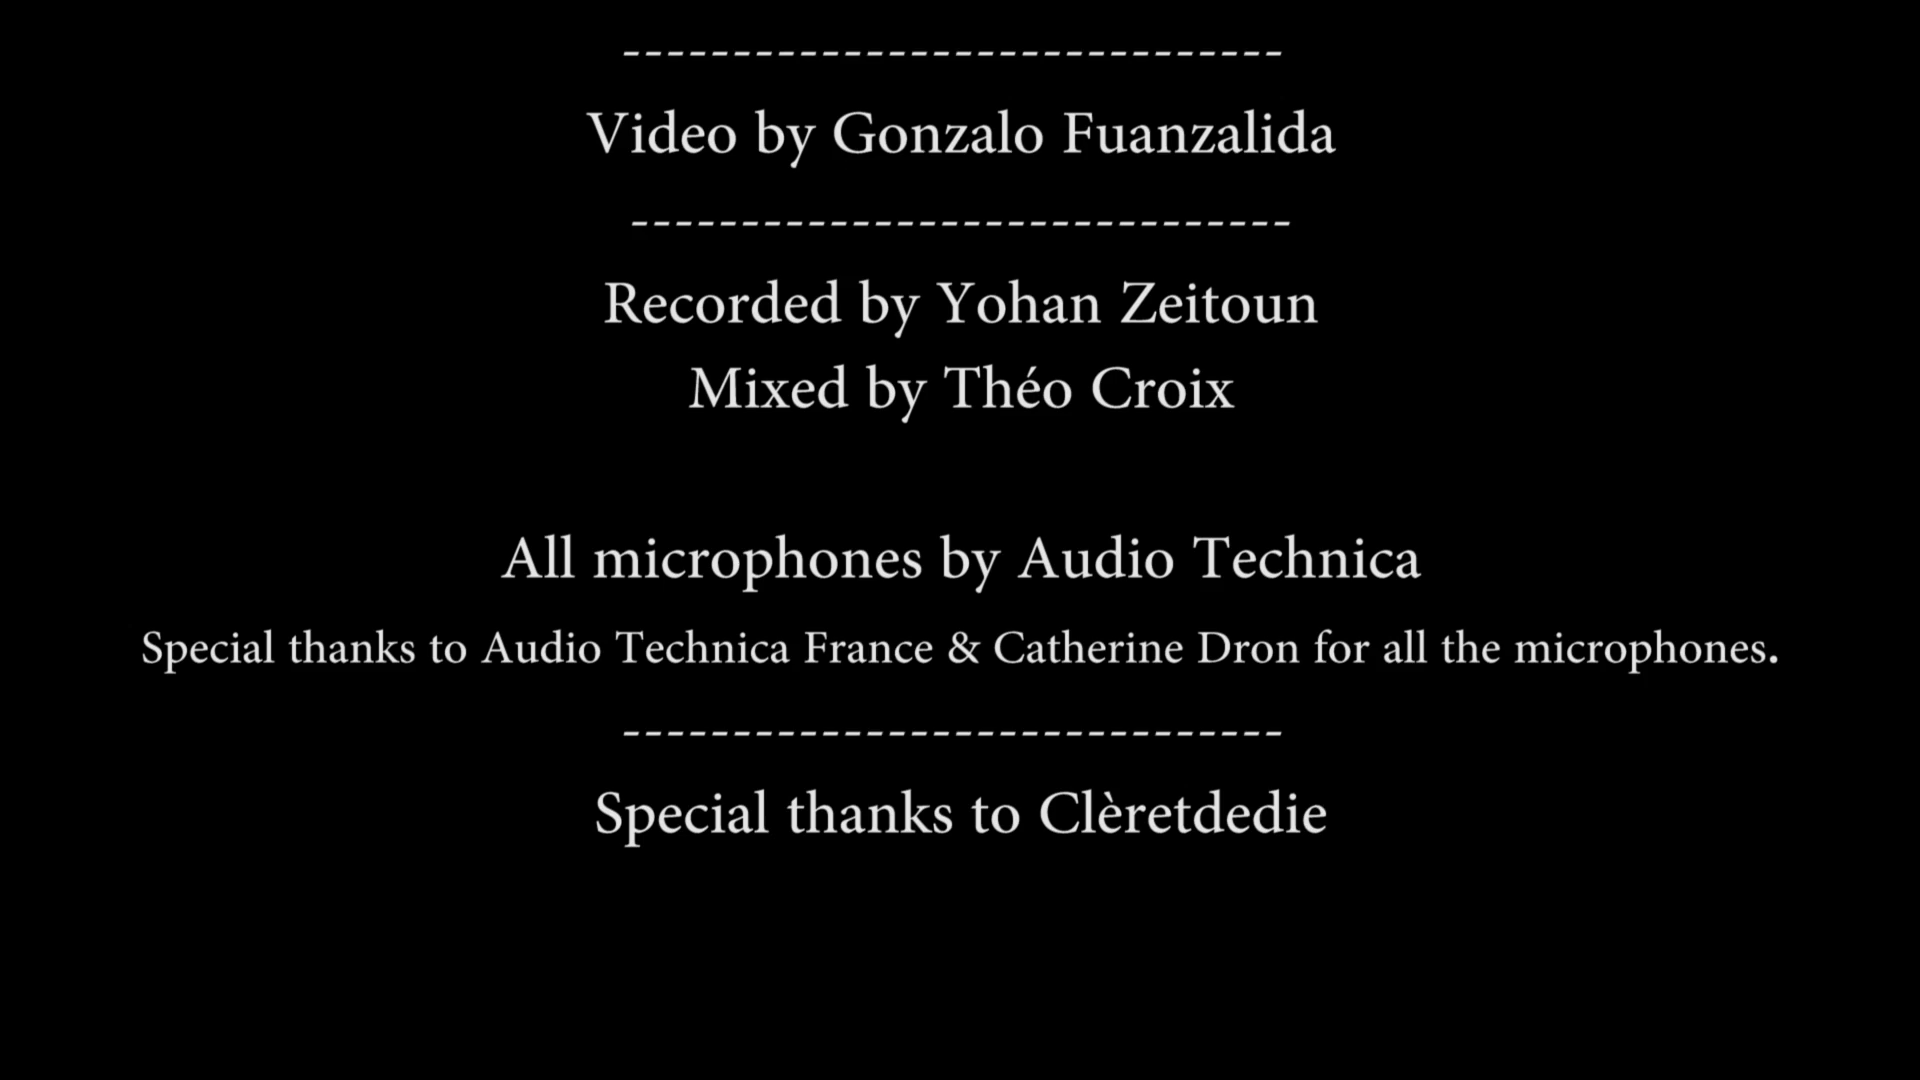 ------------------------------
Video by Gonzalo Fuanzalida
------------------------------
Recorded by Yohan Zeitoun
Mixed by Théo Croix
All microphones by Audio Technica
Special thanks to Audio Technica France & Catherine Dron for all the microphones.
------------------------------
Special thanks to Clèretdedie